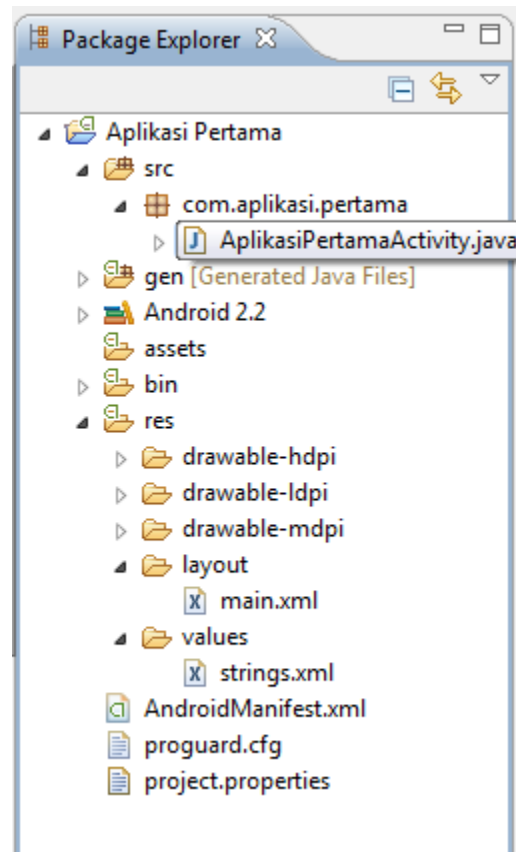 Package Explorer
Aplikasi Pertama
src
com.aplikasi.pertama
AplikasiPertamaActivity.java
gen [Generated Java Files]
Android 2.2
assets
bin
res
drawable-hdpi
drawable-ldpi
drawable-mdpi
layout
main.xml
values
strings.xml
AndroidManifest.xml
proguard.cfg
project.properties